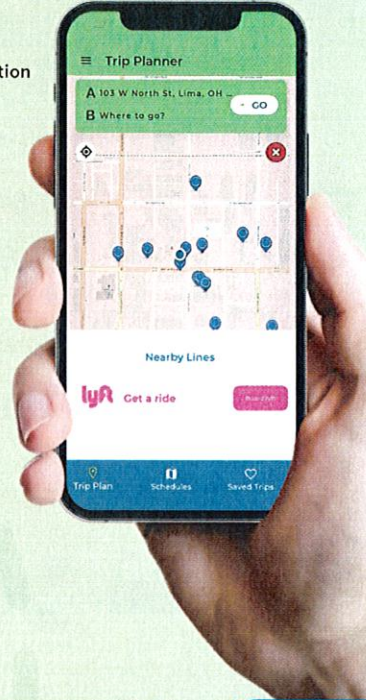 tion
Trip Planner
A 103 W North St, Lima, OH ...
GO
B Where to go?
Nearby Lines
lyft Get a ride
Trip Plan Schedules Saved Trips